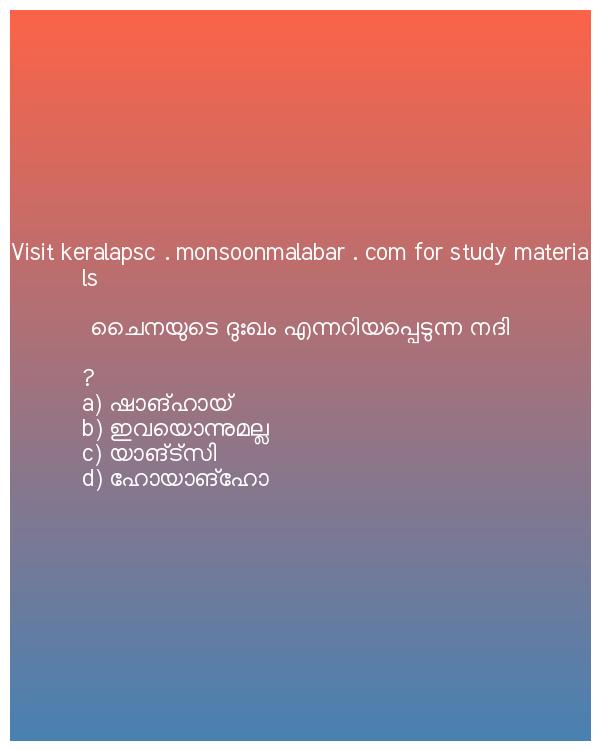 Visit keralapsc . monsoonmalabar . com for study materia
ls
ചൈനയുടെ ദുഃഖം എന്നറിയപ്പെടുന്ന നദി
?
a) ഷാങ്ഹായ്
b) ഇവയൊന്നുമല്ല
c) യാങ്ട്സി
d) ഹോയാങ്ഹോ